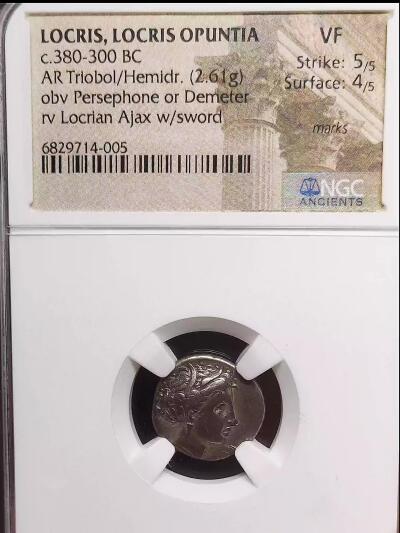 LOCRIS, LOCRIS OPUNTIA
c.380-300 BC
AR Triobol/Hemidr. (2.61g)
obv Persephone or Demeter
rv Locrian Ajax w/sword
6829714-005
VF
Strike: 5/5
Surface: 4/5
marks
NGC
ANCIENTS